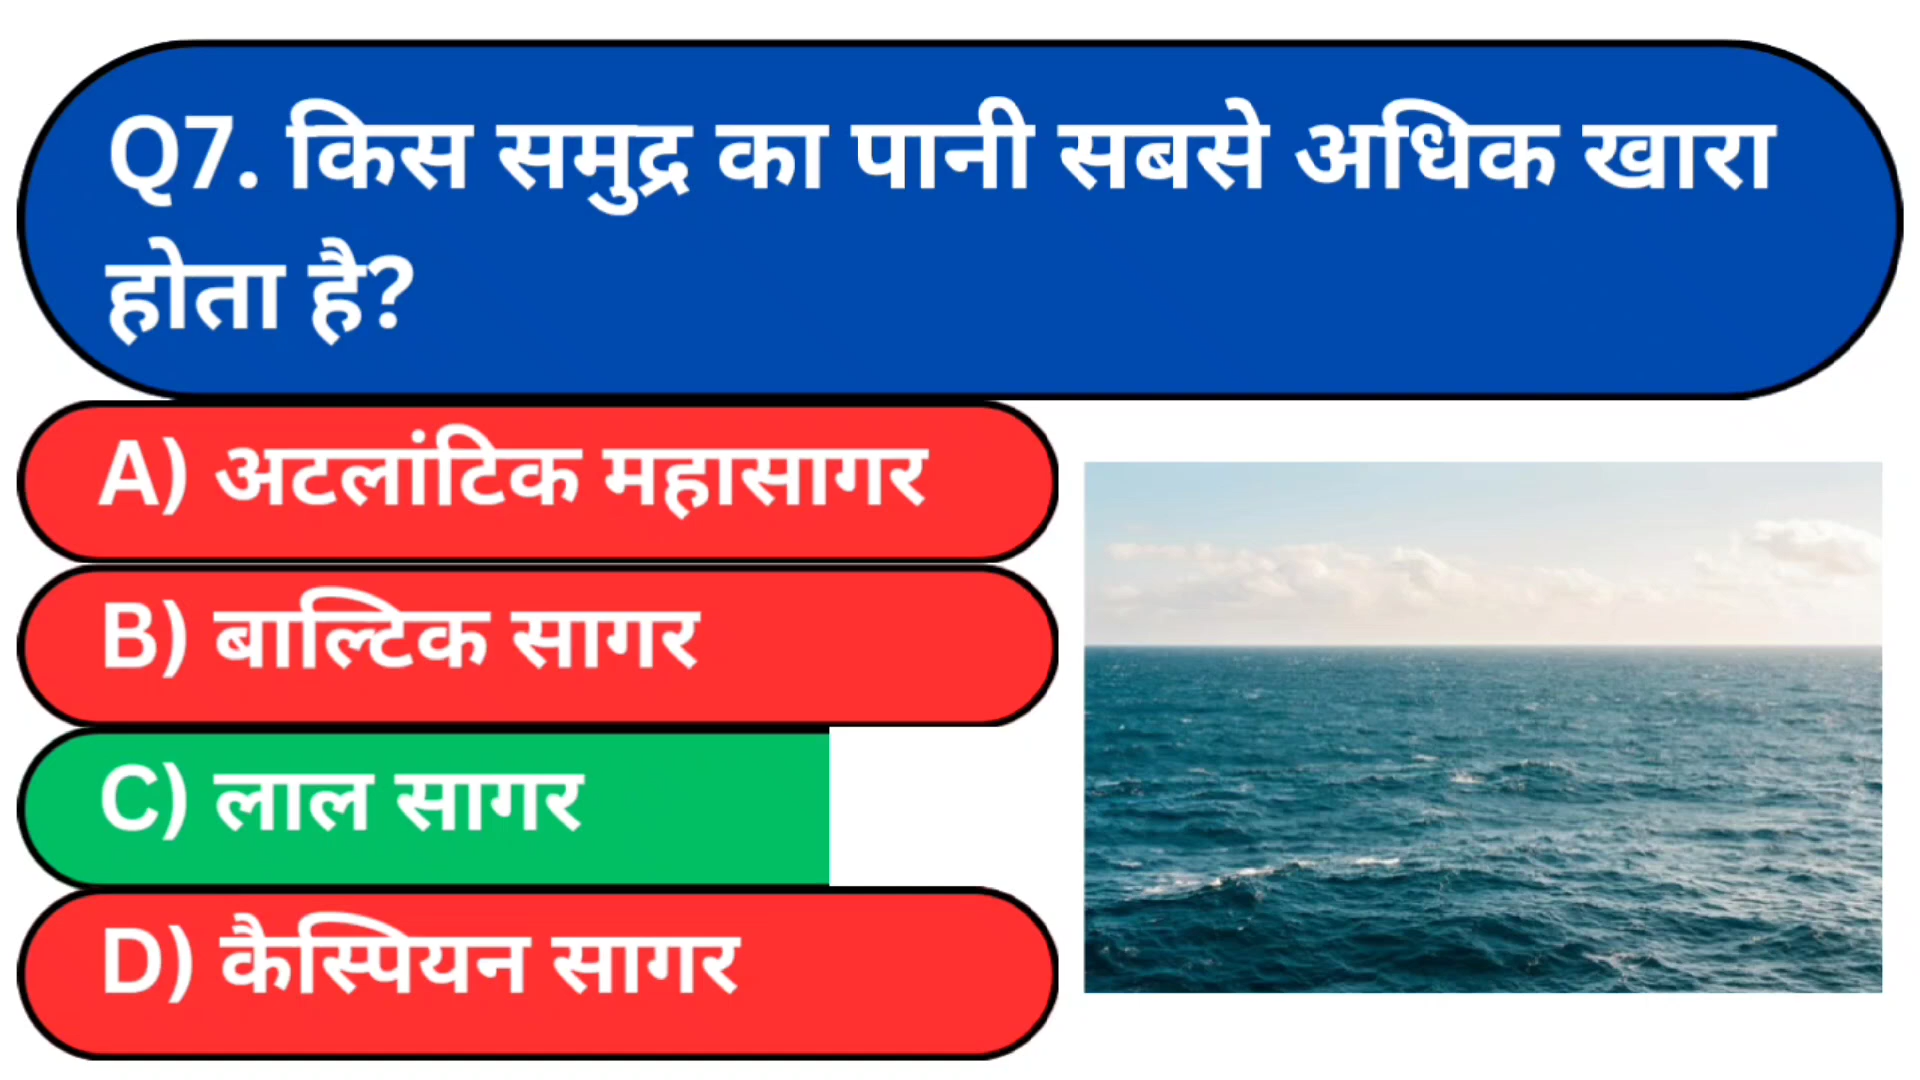 Q7. किस समुद्र का पानी सबसे अधिक खारा
होता है?
A) अटलांटिक महासागर
B) बाल्टिक सागर
C) लाल सागर
D) कैस्पियन सागर